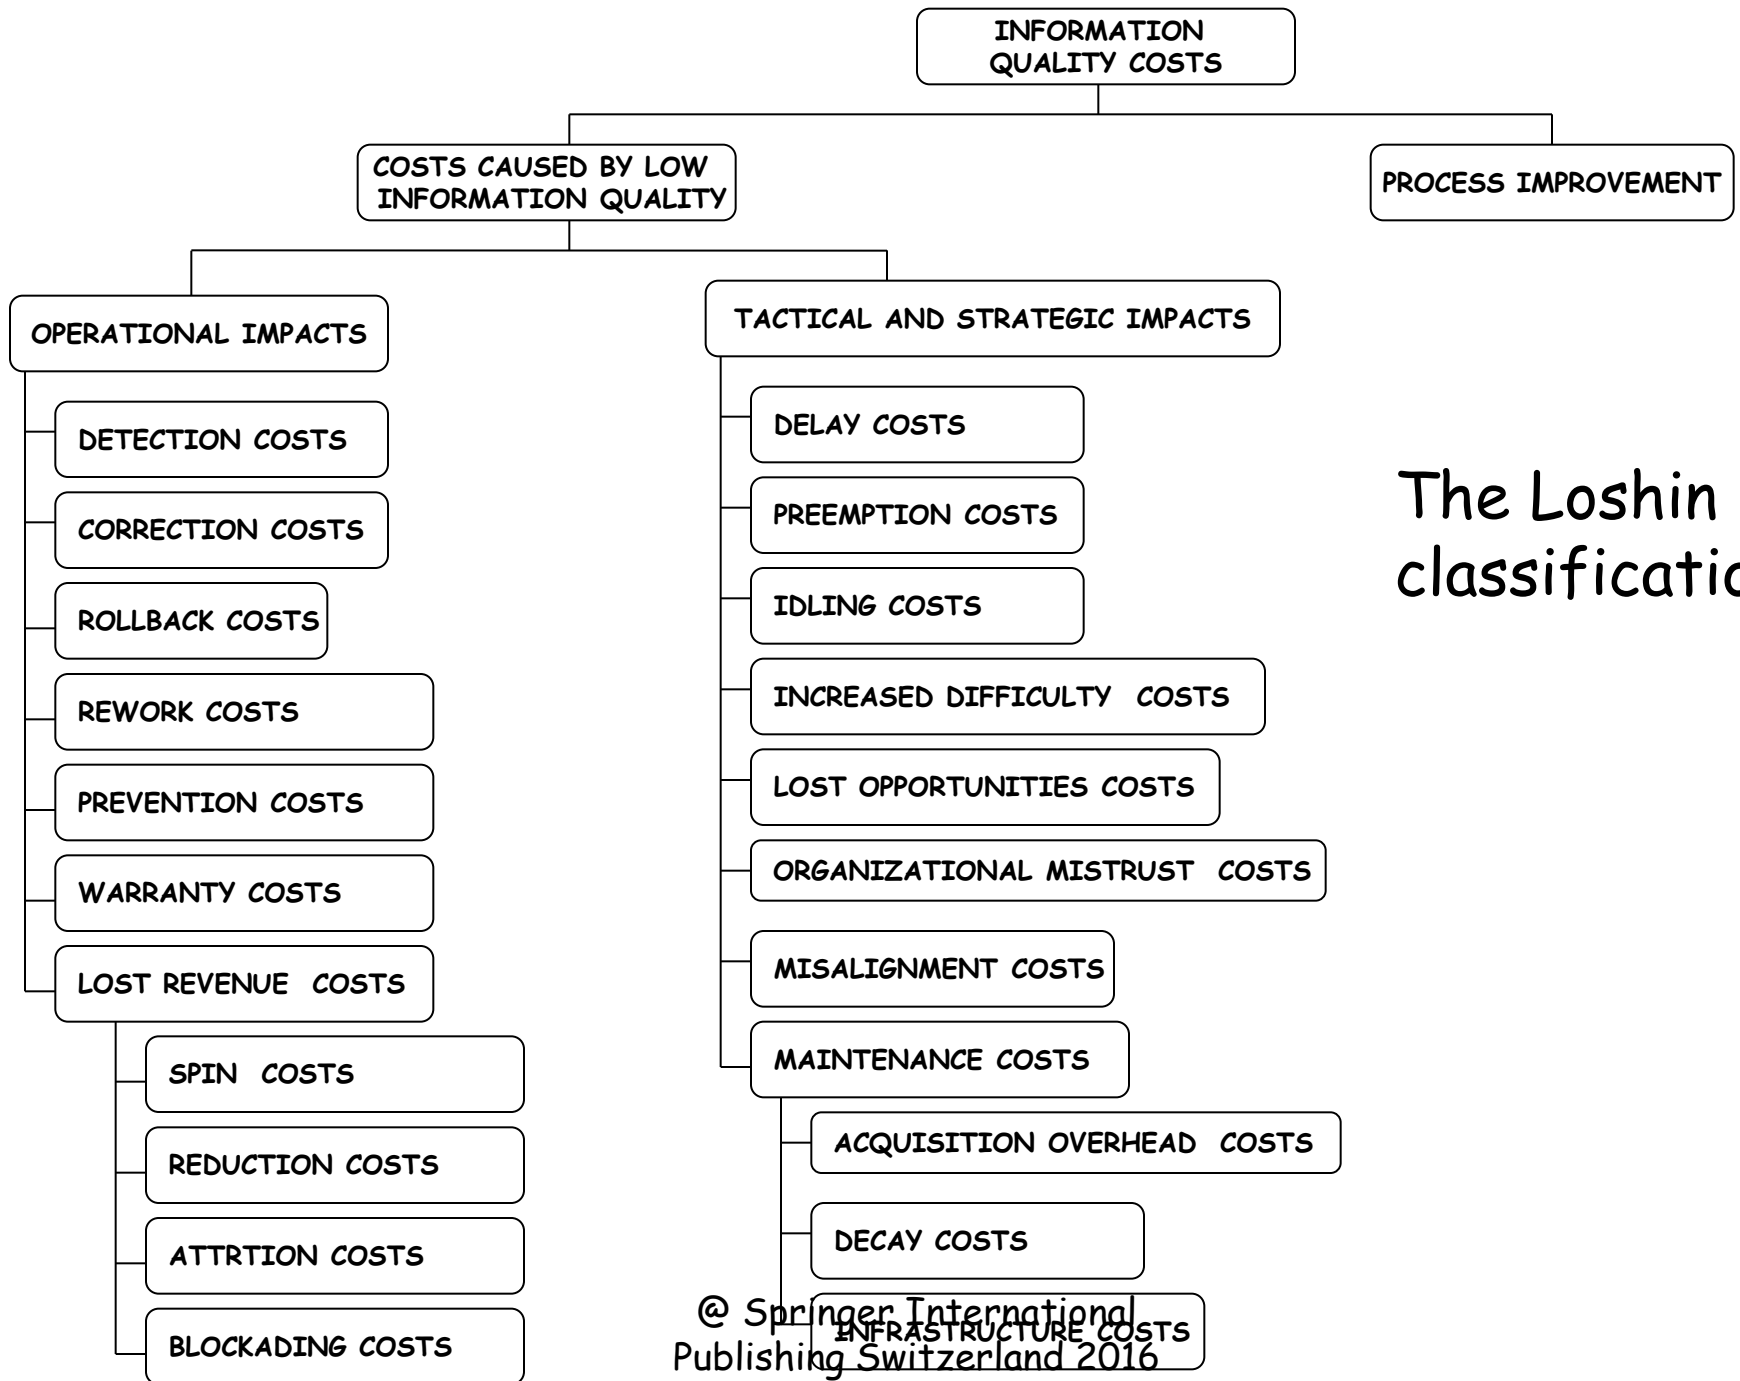 INFORMATION
QUALITY COSTS
COSTS CAUSED BY LOW
INFORMATION QUALITY
PROCESS IMPROVEMENT
OPERATIONAL IMPACTS
DETECTION COSTS
CORRECTION COSTS
ROLLBACK COSTS
REWORK COSTS
PREVENTION COSTS
WARRANTY COSTS
LOST REVENUE COSTS
SPIN COSTS
REDUCTION COSTS
ATTRTION COSTS
BLOCKADING COSTS
TACTICAL AND STRATEGIC IMPACTS
DELAY COSTS
PREEMPTION COSTS
IDLING COSTS
INCREASED DIFFICULTY COSTS
LOST OPPORTUNITIES COSTS
ORGANIZATIONAL MISTRUST COSTS
MISALIGNMENT COSTS
MAINTENANCE COSTS
ACQUISITION OVERHEAD COSTS
DECAY COSTS
INFRASTRUCTURE COSTS
The Loshin
classificatio
@ Springer International
Publishing Switzerland 2016